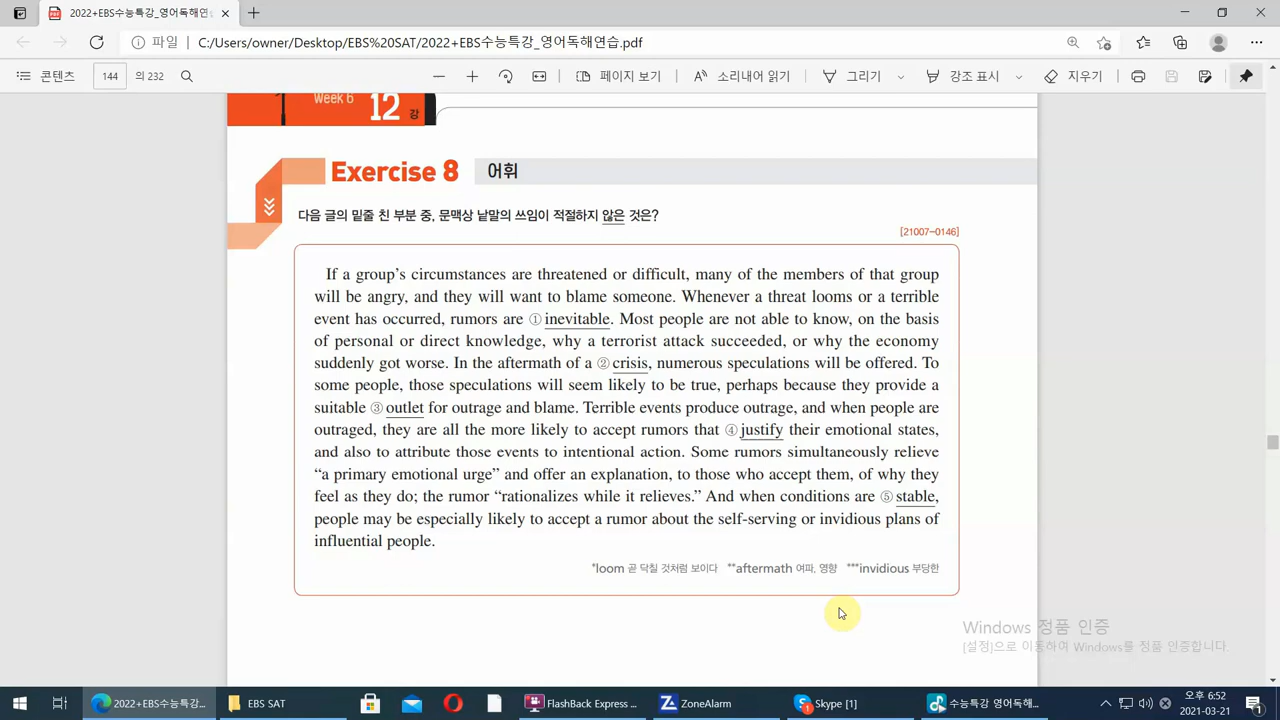 2022+EBS수능특강_영어독해연습
파일
C:/Users/owner/Desktop/EBS%20SAT/2022+EBS수능특강_영어독해연습.pdf
콘텐츠
144
의 232
페이지 보기
소리내어 읽기
그리기
강조 표시
지우기
Week 6
12 강
Exercise 8
어휘
다음 글의 밑줄 친 부분 중, 문맥상 낱말의 쓰임이 적절하지 않은 것은?
[21007-0146]
If a group's circumstances are threatened or difficult, many of the members of that group
will be angry, and they will want to blame someone. Whenever a threat looms or a terrible
event has occurred, rumors are ① inevitable. Most people are not able to know, on the basis
of personal or direct knowledge, why a terrorist attack succeeded, or why the economy
suddenly got worse. In the aftermath of a ② crisis, numerous speculations will be offered. To
some people, those speculations will seem likely to be true, perhaps because they provide a
suitable ③ outlet for outrage and blame. Terrible events produce outrage, and when people are
outraged, they are all the more likely to accept rumors that ④ justify their emotional states,
and also to attribute those events to intentional action. Some rumors simultaneously relieve
“a primary emotional urge” and offer an explanation, to those who accept them, of why they
feel as they do; the rumor “rationalizes while it relieves.” And when conditions are ⑤ stable,
people may be especially likely to accept a rumor about the self-serving or invidious plans of
influential people.
*loom 곧 닥칠 것처럼 보이다 **aftermath 여파, 영향 ***invidious 부당한
Windows 정품 인증
[설정]으로 이동하여 Windows를 정품 인증합니다.
2022+EBS수능특강...
EBS SAT
FlashBack Express ...
ZoneAlarm
Skype [1]
수능특강 영어독해...
오후 6:52
2021-03-21